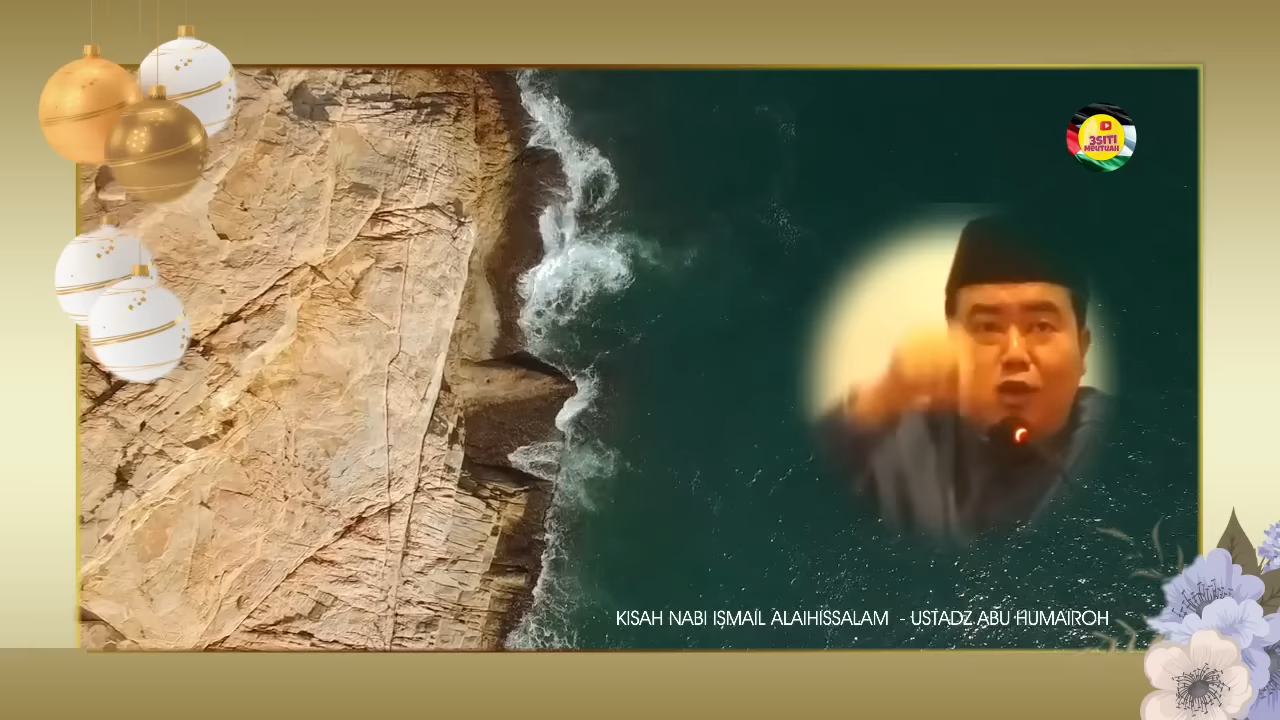 3SITI
MEUTUAH
KISAH NABI ISMAIL ALAIHISSALAM - USTADZ ABU HUMAIROH